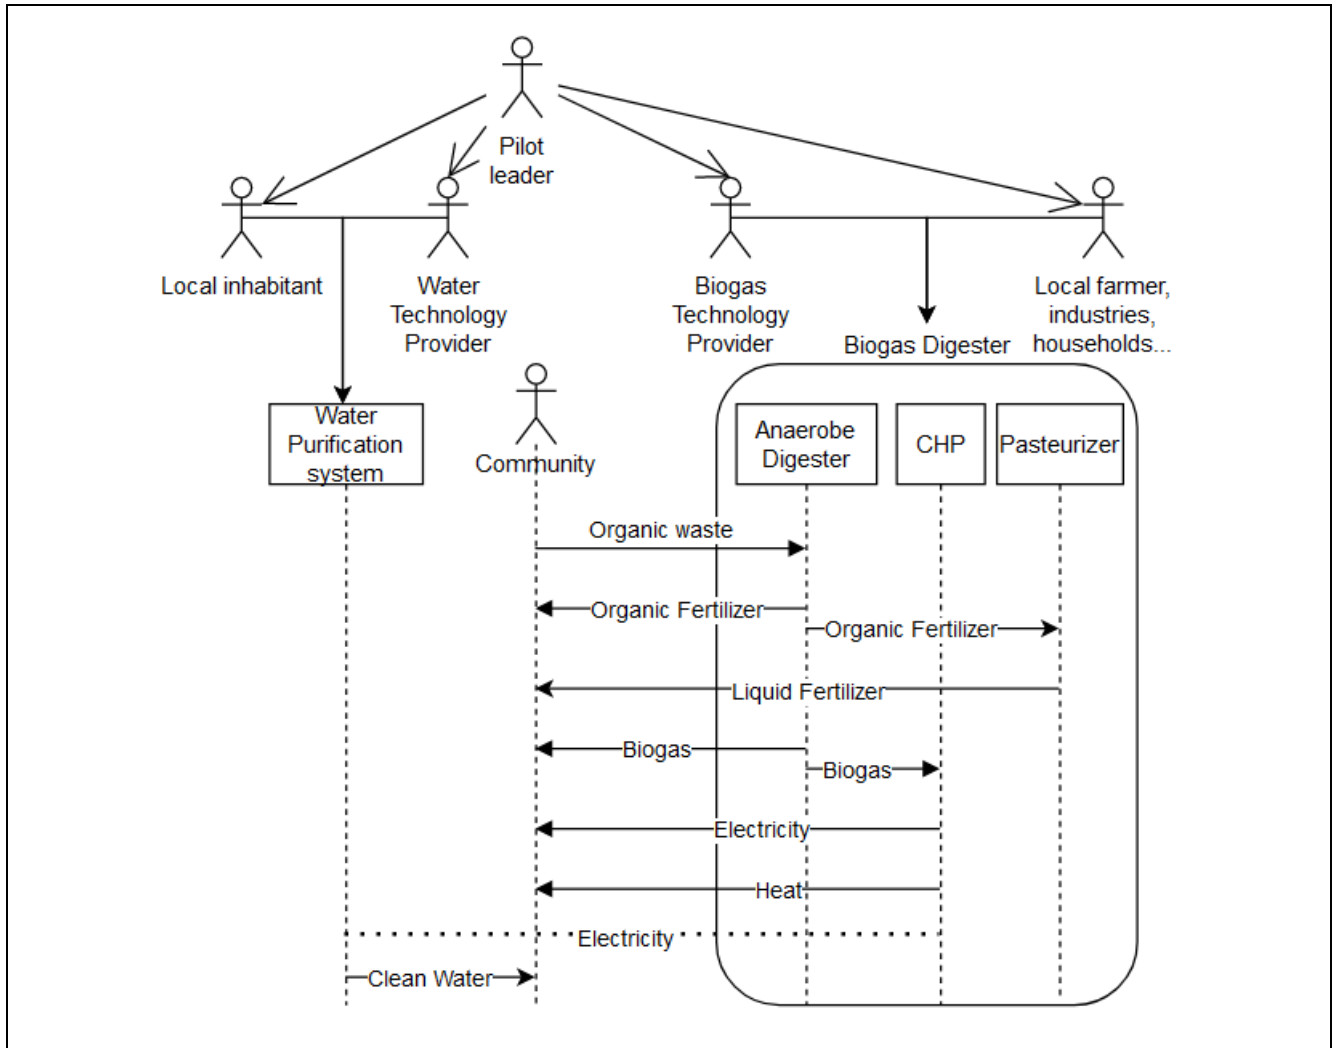 Pilot
leader
Local inhabitant
Water
Technology
Provider
Biogas
Technology
Provider
Local farmer,
industries,
households...
Biogas Digester
Water
Purification
system
Community
Anaerobe
Digester
CHP
Pasteurizer
Organic waste
Organic Fertilizer
Organic Fertilizer
Liquid Fertilizer
Biogas
Biogas
Electricity
Heat
Electricity
Clean Water